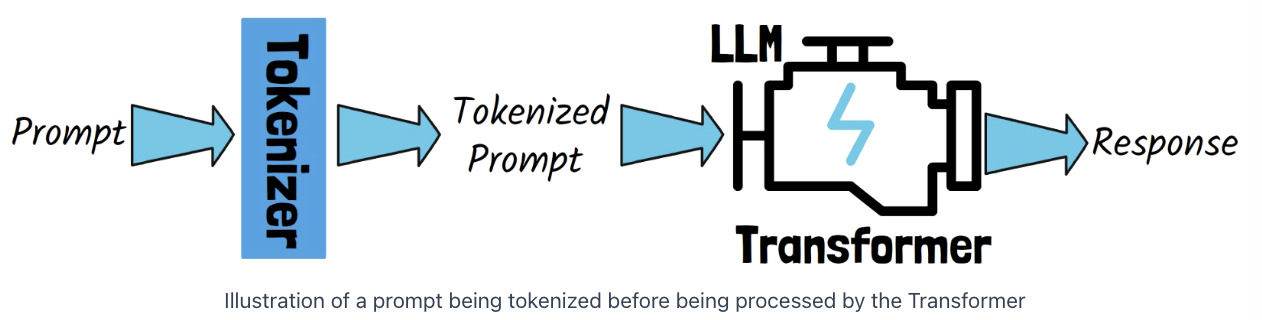 Prompt
Tokenizer
Tokenized
Prompt
LLM
Transformer
Response
Illustration of a prompt being tokenized before being processed by the Transformer